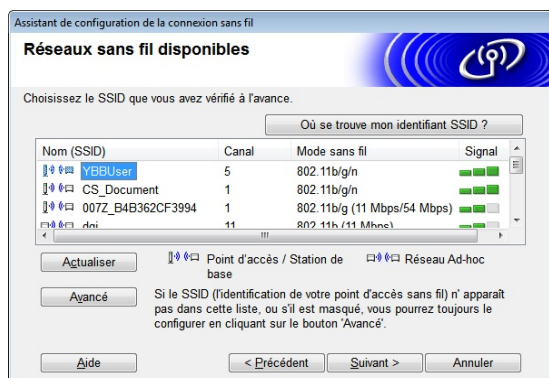 Assistant de configuration de la connexion sans fil
Réseaux sans fil disponibles
Choisissez le SSID que vous avez vérifié à l'avance.
Où se trouve mon identifiant SSID ?
Nom (SSID) Canal Mode sans fil Signal
YBBUser 5 802.11b/g/n
CS_Document 1 802.11b/g/n
007Z_B4B362CF3994 1 802.11b/g (11 Mbps/54 Mbps)
dgi 11 802.11b (11 Mbps)
Actualiser
Point d'accès / Station de base
Réseau Ad-hoc
Avancé
Si le SSID (l'identification de votre point d'accès sans fil) n' apparaît
pas dans cette liste, ou s'il est masqué, vous pourrez toujours le
configurer en cliquant sur le bouton 'Avancé'.
Aide < Précédent Suivant > Annuler